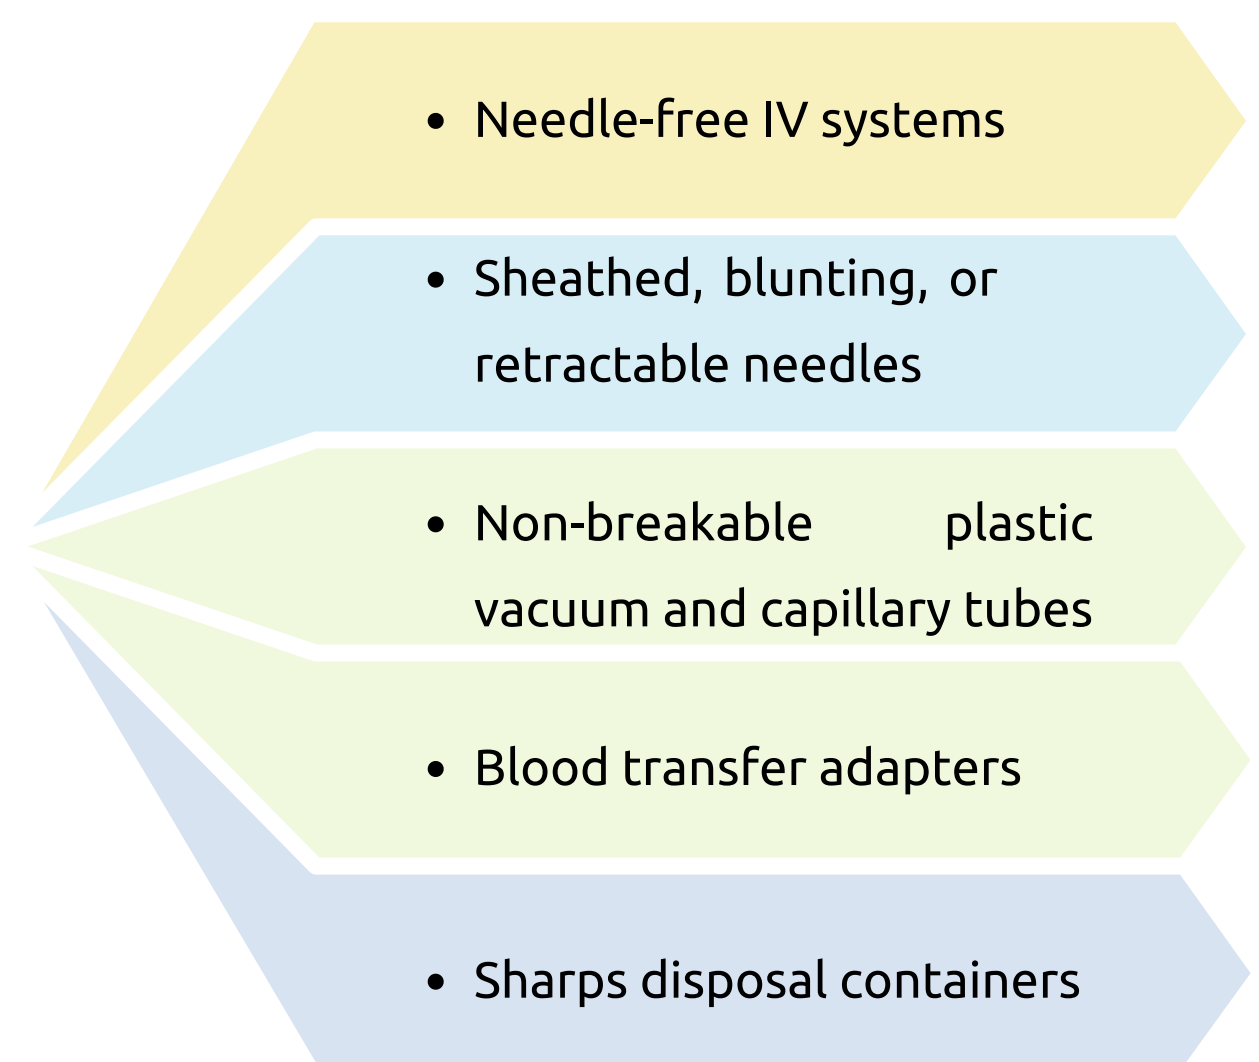 • Needle-free IV systems
• Sheathed, blunting, or
retractable needles
• Non-breakable plastic
vacuum and capillary tubes
• Blood transfer adapters
• Sharps disposal containers